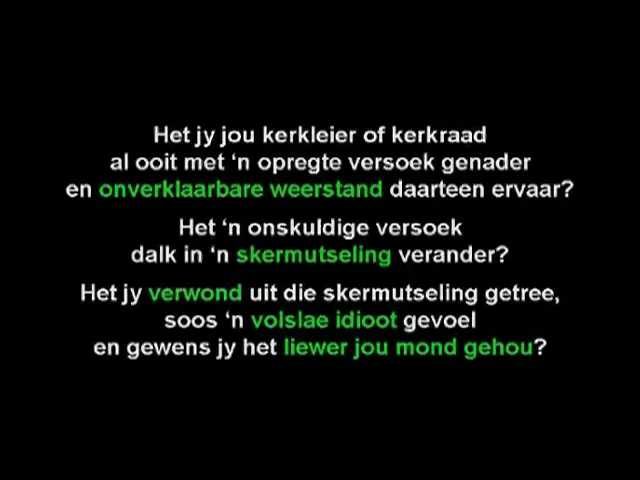 Het jy jou kerkleier of kerkraad
al ooit met ‘n opregte versoek genader
en onverklaarbare weerstand daarteen ervaar?
Het ‘n onskuldige versoek
dalk in ‘n skermutseling verander?
Het jy verwond uit die skermutseling getree,
soos ‘n volslae idioot gevoel
en gewens jy het liewer jou mond gehou?